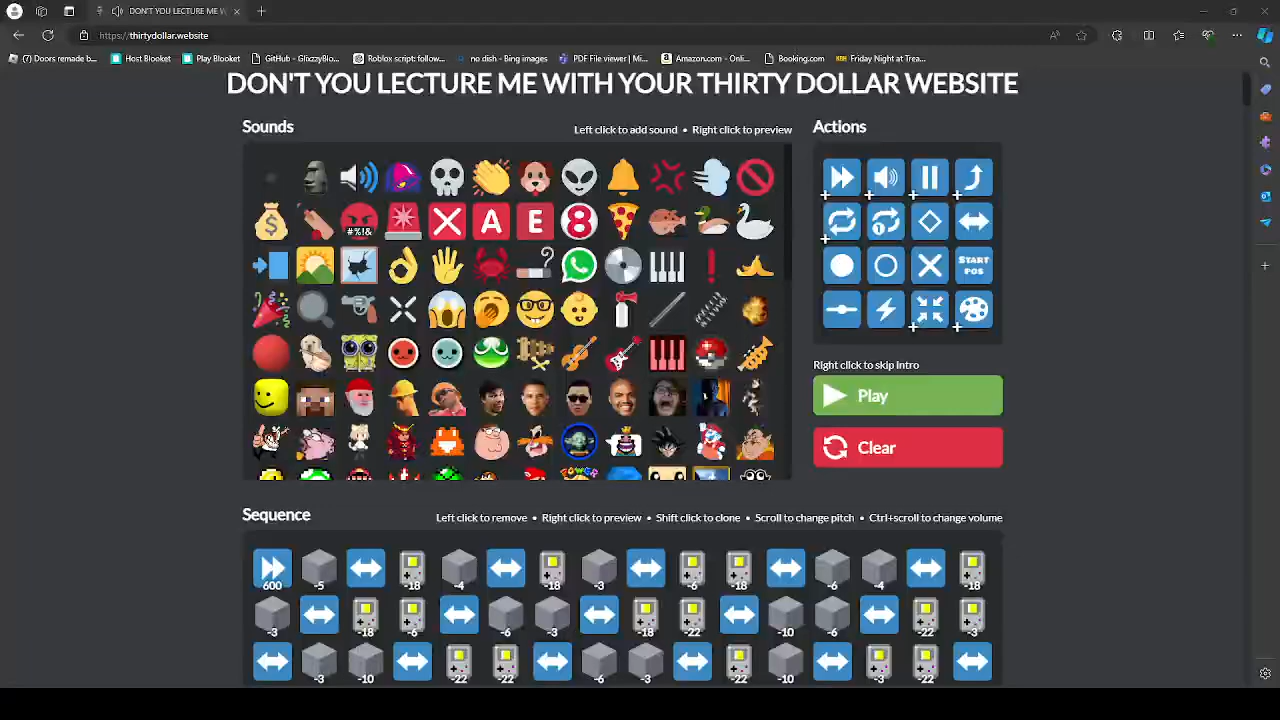 DON'T YOU LECTURE ME W
https://thirtydollar.website
(7) Doors remade b...
Host Blooket
Play Blooket
GitHub - GlizzyBlo...
Roblox script: follow...
no dish - Bing images
PDF File viewer | Mi...
Amazon.com - Onli...
Booking.com
Friday Night at Trea...
DON'T YOU LECTURE ME WITH YOUR THIRTY DOLLAR WEBSITE
Sounds
Left click to add sound • Right click to preview
Actions
#%!&
A E 8
1
START POS
Right click to skip intro
Play
Clear
Sequence
Left click to remove • Right click to preview • Shift click to clone • Scroll to change pitch • Ctrl+scroll to change volume
600 -5 -18 -4 -18 -3 -6 -18 -6 -4 -18
-3 -18 -6 -6 -3 -18 -22 -10 -6 -22 -3
-3 -10 -22 -22 -6 -3 -22 -10 -3 -22